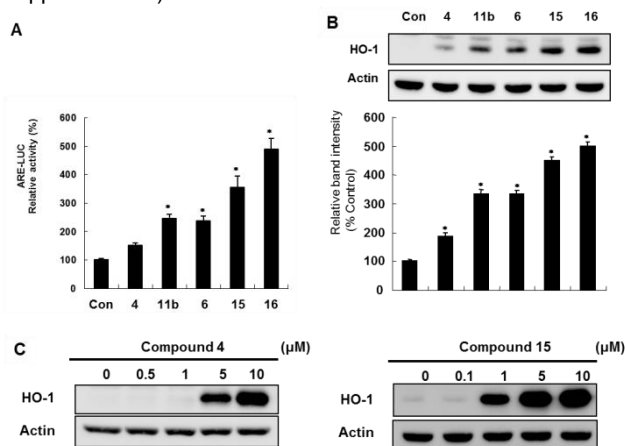 A
ARE-LUC
Relative activity (%)
600
500
400
300
200
100
0
*
*
*
*
Con 4 11b 6 15 16
B
Con 4 11b 6 15 16
HO-1
Actin
Relative band intensity
(% Control)
600
500
400
300
200
100
0
*
*
*
*
*
Con 4 11b 6 15 16
C
Compound 4 (µM)
0 0.5 1 5 10
HO-1
Actin
Compound 15 (µM)
0 0.1 1 5 10
HO-1
Actin